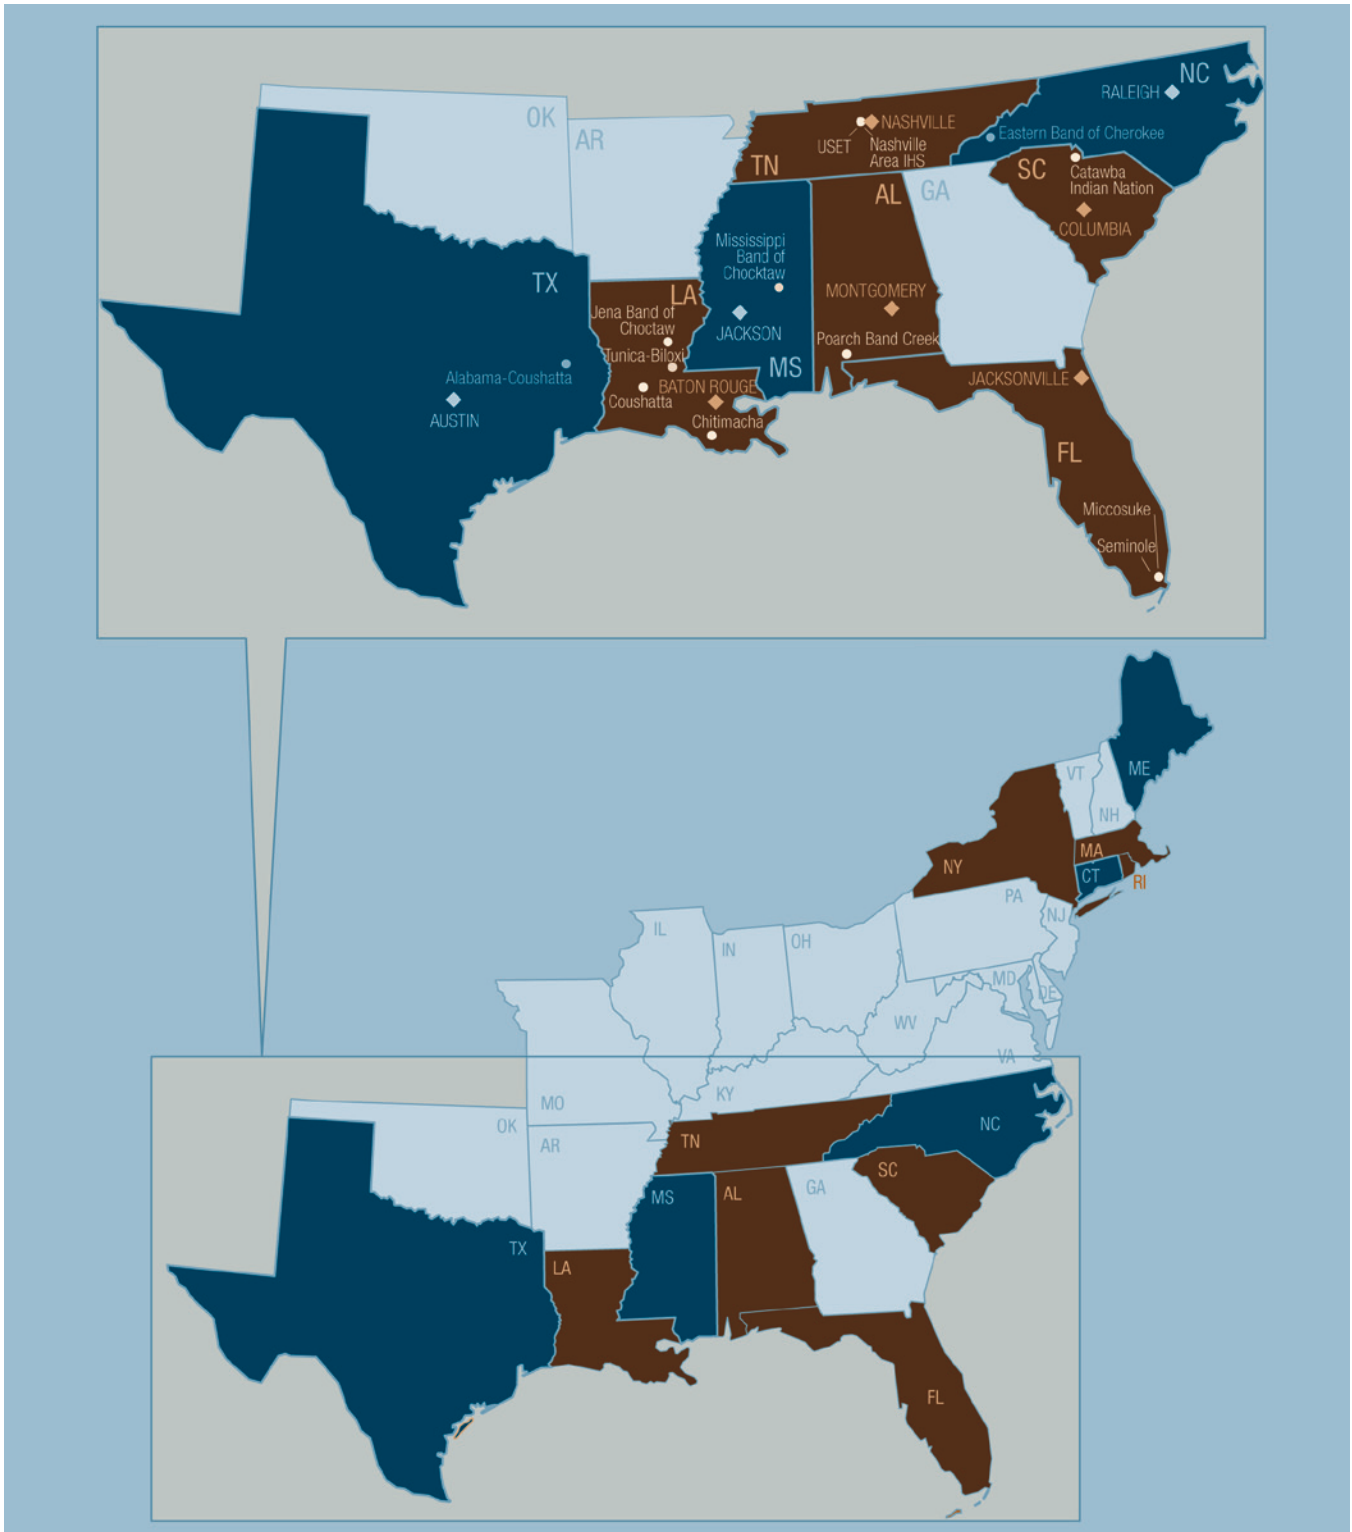 NC
RALEIGH
OK
AR
NASHVILLE
USET
Nashville
Area IHS
Eastern Band of Cherokee
TN
SC
Catawba
Indian Nation
AL
GA
COLUMBIA
Mississippi
Band of
Chocktaw
TX
LA
MONTGOMERY
Jena Band of
Choctaw
JACKSON
Poarch Band Creek
Tunica-Biloxi
MS
Alabama-Coushatta
BATON ROUGE
JACKSONVILLE
Coushatta
AUSTIN
Chitimacha
FL
Miccosuke
Seminole
ME
VT
NH
MA
NY
CT
RI
PA
NJ
IL
IN
OH
MD
DE
WV
VA
KY
MO
OK
AR
TN
NC
SC
MS
AL
GA
TX
LA
FL